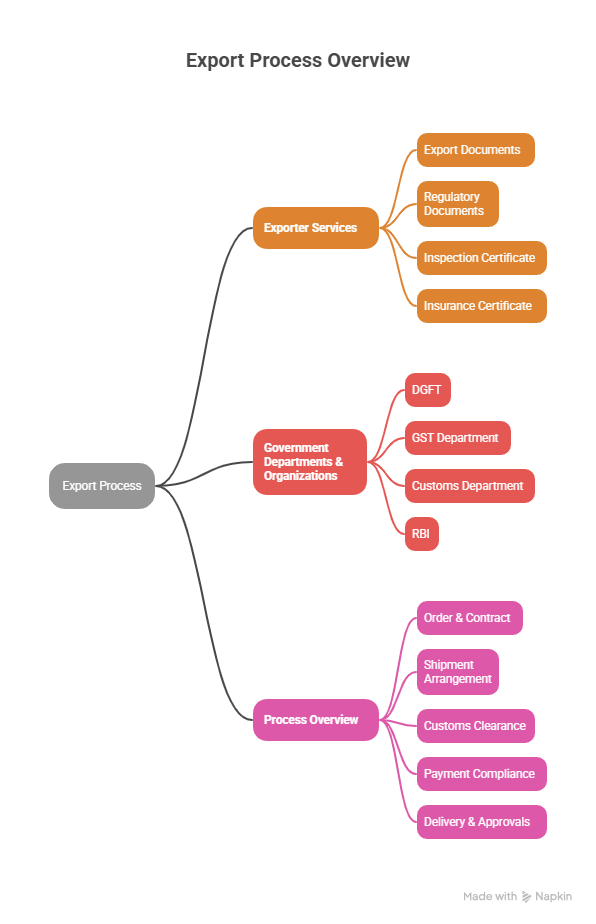 Export Process Overview
Export Documents
Regulatory
Documents
Exporter Services
Inspection Certificate
Insurance Certificate
DGFT
GST Department
Government
Departments &
Organizations
Customs Department
Export Process
RBI
Order & Contract
Shipment
Arrangement
Process Overview
Customs Clearance
Payment Compliance
Delivery & Approvals
Made with Napkin